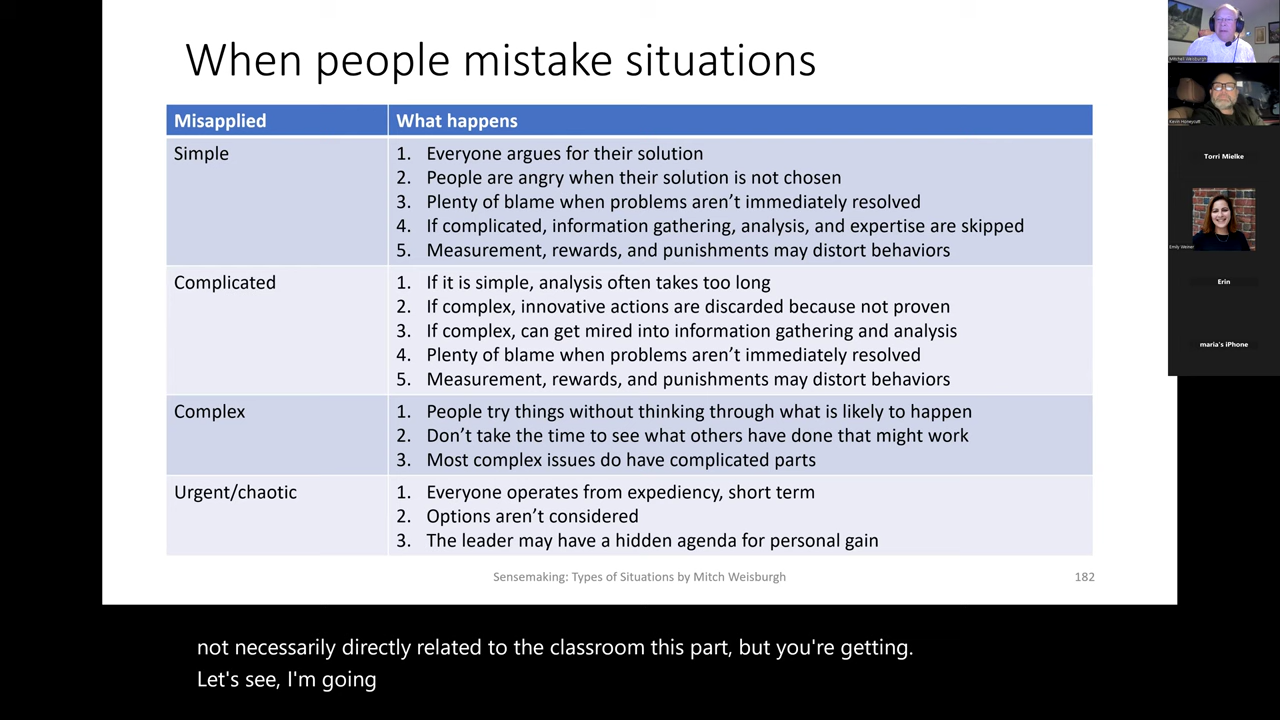 When people mistake situations
Misapplied
What happens
Simple
1. Everyone argues for their solution
2. People are angry when their solution is not chosen
3. Plenty of blame when problems aren’t immediately resolved
4. If complicated, information gathering, analysis, and expertise are skipped
5. Measurement, rewards, and punishments may distort behaviors
Complicated
1. If it is simple, analysis often takes too long
2. If complex, innovative actions are discarded because not proven
3. If complex, can get mired into information gathering and analysis
4. Plenty of blame when problems aren’t immediately resolved
5. Measurement, rewards, and punishments may distort behaviors
Complex
1. People try things without thinking through what is likely to happen
2. Don’t take the time to see what others have done that might work
3. Most complex issues do have complicated parts
Urgent/chaotic
1. Everyone operates from expediency, short term
2. Options aren’t considered
3. The leader may have a hidden agenda for personal gain
Sensemaking: Types of Situations by Mitch Weisburgh
182
Mitchell Weisburgh
Kevin Honeycutt
Torri Mielke
Emily Weiner
Erin
maria's iPhone
not necessarily directly related to the classroom this part, but you're getting.
Let's see, I'm going